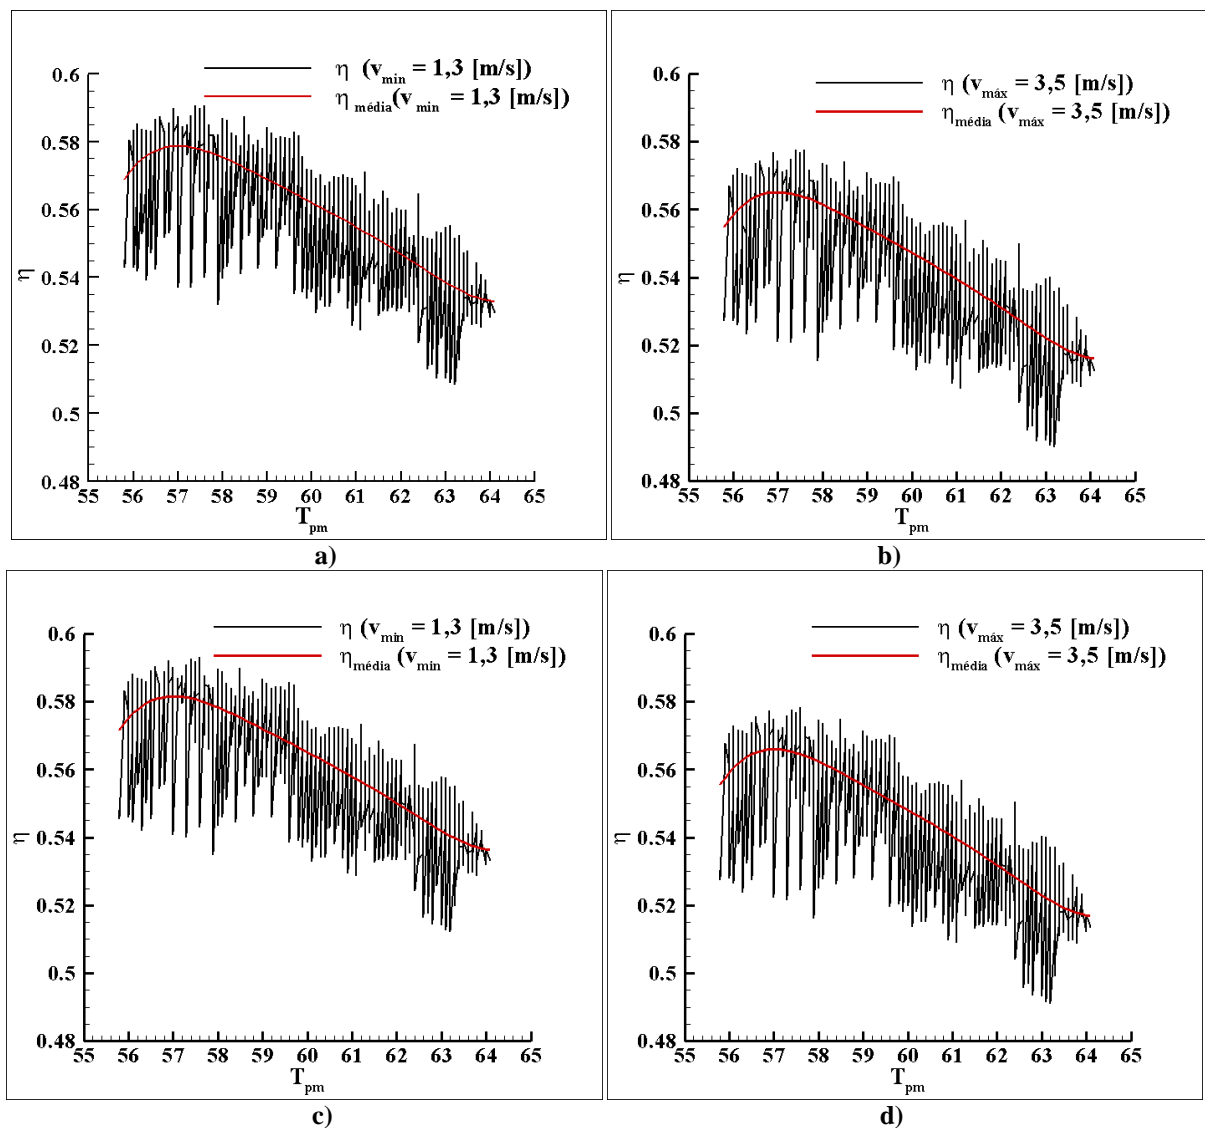 0.6
η (v_min = 1,3 [m/s])
η_média(v_min = 1,3 [m/s])
0.58
0.56
η
0.54
0.52
0.5
0.48
55 56 57 58 59 60 61 62 63 64 65
T_pm
a)
0.6
η (v_máx = 3,5 [m/s])
η_média (v_máx = 3,5 [m/s])
0.58
0.56
η
0.54
0.52
0.5
0.48
55 56 57 58 59 60 61 62 63 64 65
T_pm
b)
0.6
η (v_min = 1,3 [m/s])
η_média (v_min = 1,3 [m/s])
0.58
0.56
η
0.54
0.52
0.5
0.48
55 56 57 58 59 60 61 62 63 64 65
T_pm
c)
0.6
η (v_máx = 3,5 [m/s])
η_média (v_máx = 3,5 [m/s])
0.58
0.56
η
0.54
0.52
0.5
0.48
55 56 57 58 59 60 61 62 63 64 65
T_pm
d)